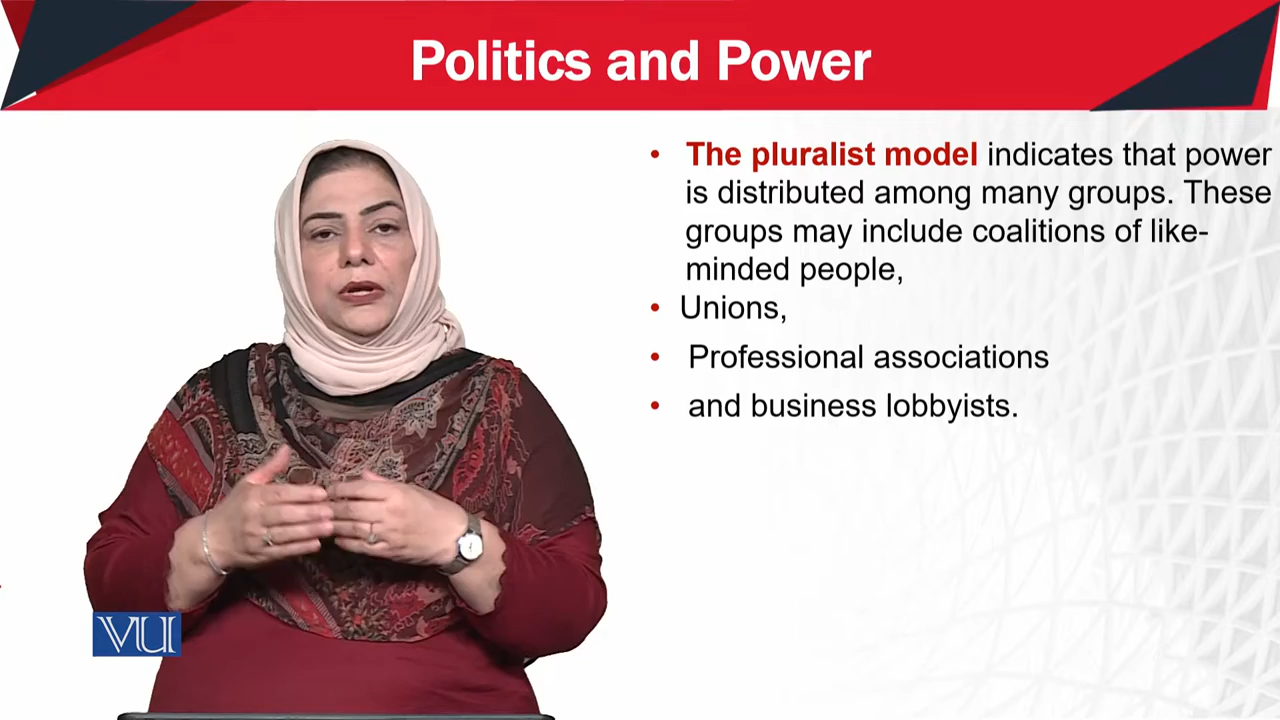 Politics and Power
• The pluralist model indicates that power
is distributed among many groups. These
groups may include coalitions of like-
minded people,
• Unions,
• Professional associations
• and business lobbyists.
VU